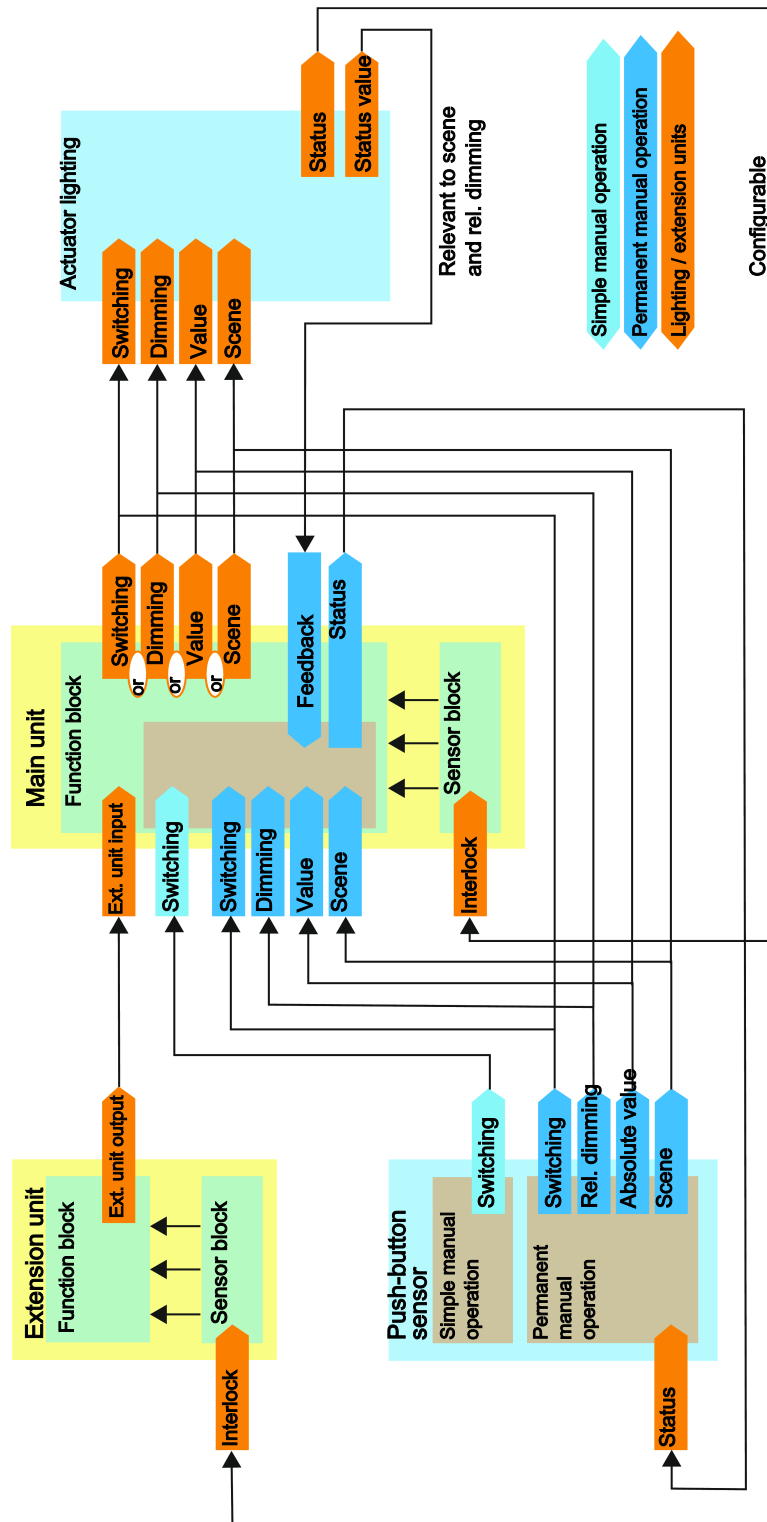 Extension unit
Function block
Ext. unit output
Sensor block
Interlock
Push-button
sensor
Simple manual
operation
Switching
Permanent
manual
operation
Switching
Rel. dimming
Absolute value
Scene
Status
Main unit
Function block
Ext. unit input
Switching
Switching
Dimming
Value
Scene
Switching
or
Dimming
or
Value
or
Scene
Feedback
Status
Sensor block
Interlock
Actuator lighting
Switching
Dimming
Value
Scene
Status
Status value
Relevant to scene
and rel. dimming
Simple manual operation
Permanent manual operation
Lighting / extension units
Configurable